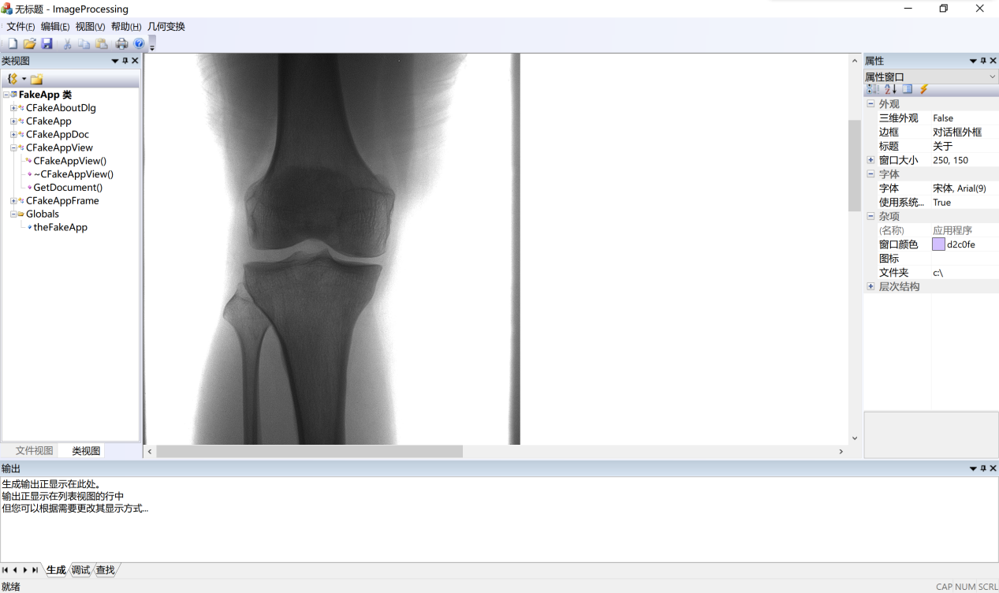 无标题 - ImageProcessing
文件(F) 编辑(E) 视图(V) 帮助(H) 几何变换
类视图
FakeApp 类
CFakeAboutDlg
CFakeApp
CFakeAppDoc
CFakeAppView
CFakeAppView()
~CFakeAppView()
GetDocument()
CFakeAppFrame
Globals
theFakeApp
文件视图 类视图
属性
属性窗口
外观
三维外观 False
边框 对话框外框
标题 关于
窗口大小 250, 150
字体
字体 宋体, Arial(9)
使用系统... True
杂项
(名称) 应用程序
窗口颜色 d2c0fe
图标
文件夹 c:\
层次结构
输出
生成输出正显示在此处。
输出正显示在列表视图的行中
但您可以根据需要更改其显示方式...
生成 调试 查找
就绪 CAP NUM SCRL